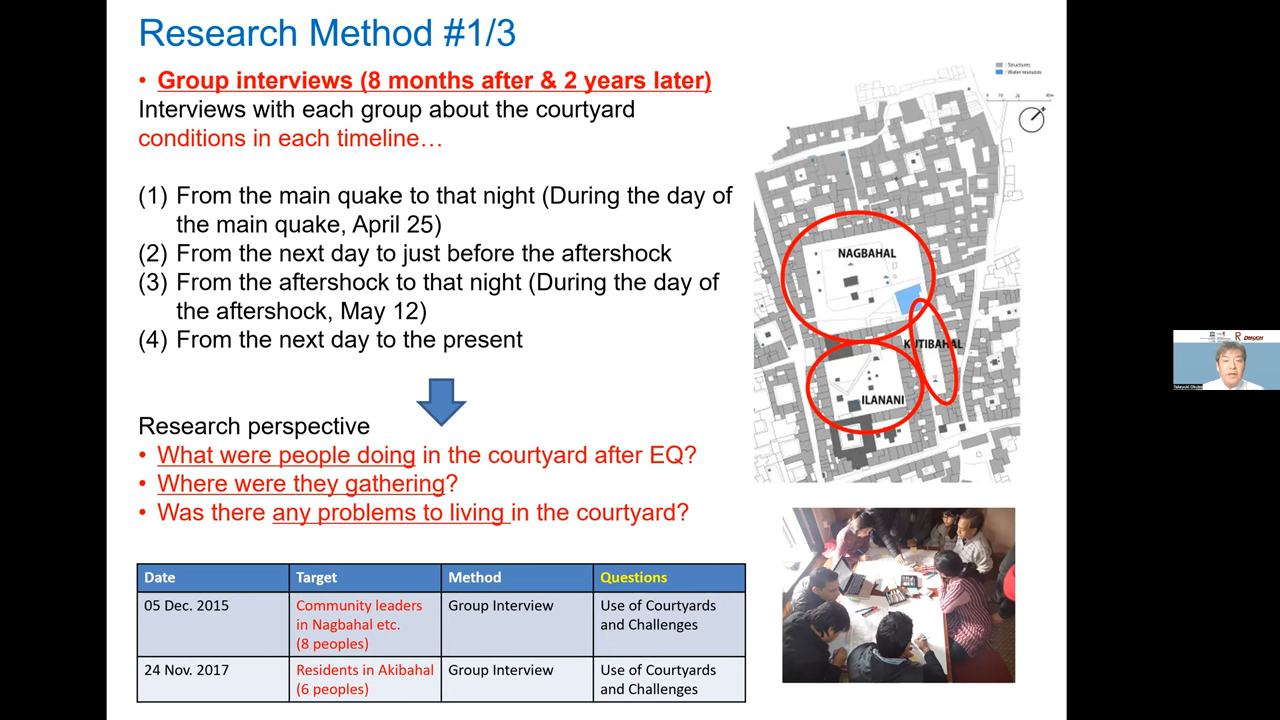 Research Method #1/3
• Group interviews (8 months after & 2 years later)
Interviews with each group about the courtyard
conditions in each timeline…
(1) From the main quake to that night (During the day of
the main quake, April 25)
(2) From the next day to just before the aftershock
(3) From the aftershock to that night (During the day of
the aftershock, May 12)
(4) From the next day to the present
Research perspective
• What were people doing in the courtyard after EQ?
• Where were they gathering?
• Was there any problems to living in the courtyard?
Date Target Method Questions
05 Dec. 2015 Community leaders in Nagbahal etc. (8 peoples) Group Interview Use of Courtyards and Challenges
24 Nov. 2017 Residents in Akibahal (6 peoples) Group Interview Use of Courtyards and Challenges
: Structures
: Water resouses
NAGBAHAL
KUTIBAHAL
ILANANI
R DMUCH
Takeyuki Okubo